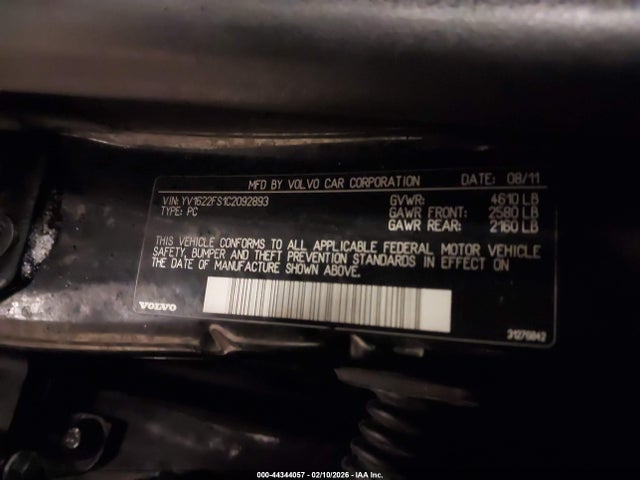 MFD BY VOLVO CAR CORPORATION DATE: 08/11
VIN: YV1622FS1C2092893 GVWR: 4610 LB
TYPE: PC GAWR FRONT: 2580 LB
GAWR REAR: 2160 LB
THIS VEHICLE CONFORMS TO ALL APPLICABLE FEDERAL MOTOR VEHICLE
SAFETY, BUMPER AND THEFT PREVENTION STANDARDS IN EFFECT ON
THE DATE OF MANUFACTURE SHOWN ABOVE.
VOLVO
000-44344057 - 02/10/2026 - IAA Inc.